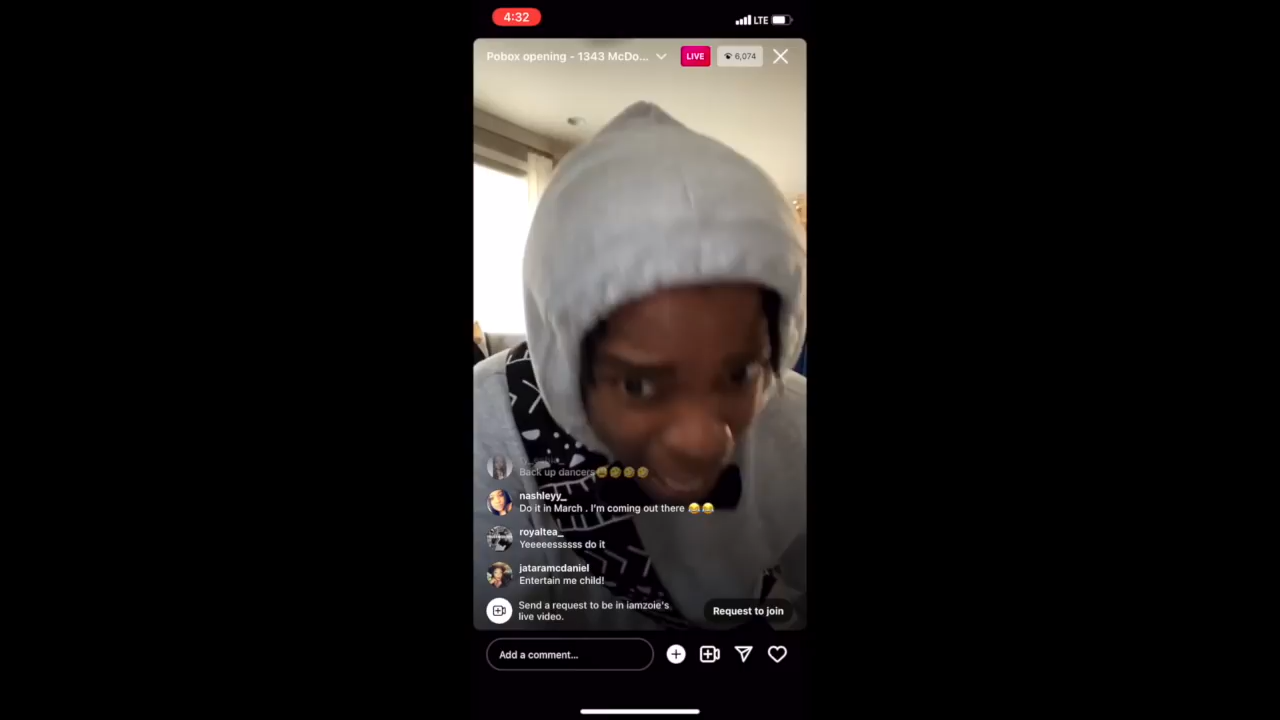 4:32
LTE
Pobox opening - 1343 McDo...
LIVE
6,074
Back up dancers😂🤣🤣🤣
nashleyy_
Do it in March . I'm coming out there 😂😂
royaltea_
Yeeeeessssss do it
jataramcdaniel
Entertain me child!
Send a request to be in iamzoie's
live video.
Request to join
Add a comment...